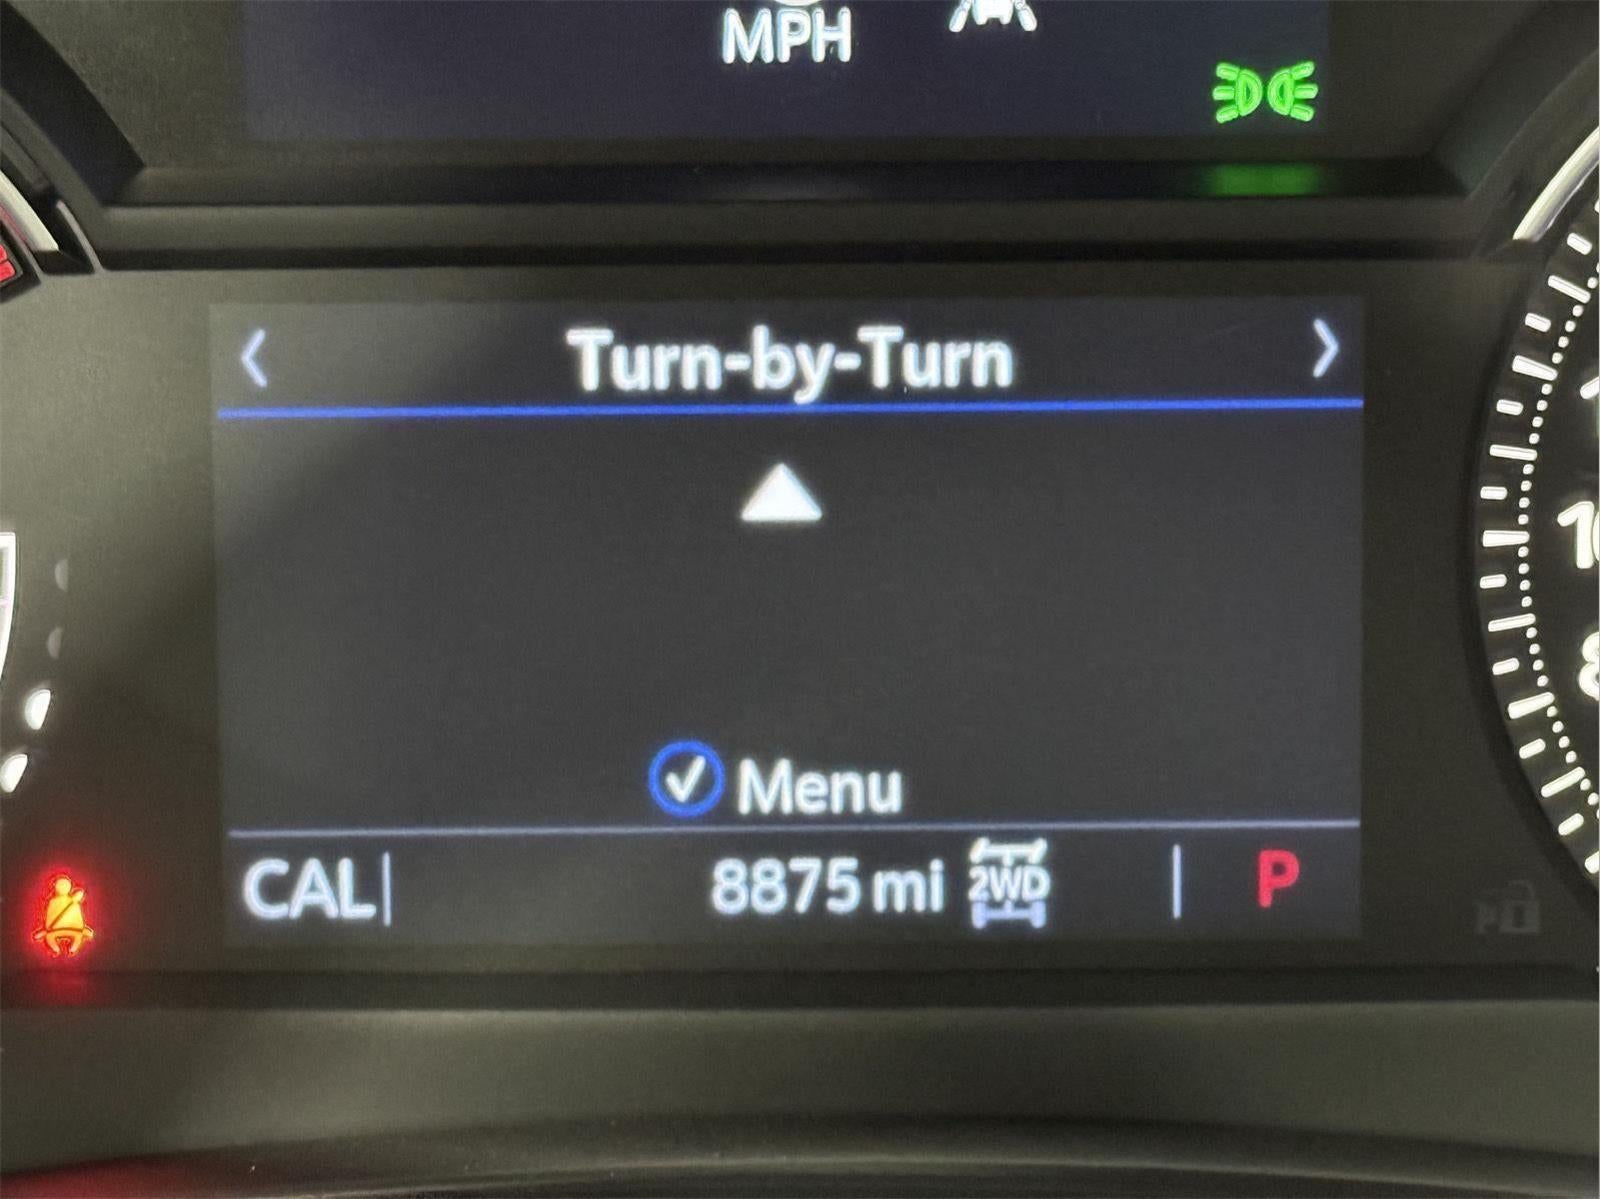 MPH
Turn-by-Turn
Menu
CAL 8875 mi 2WD P